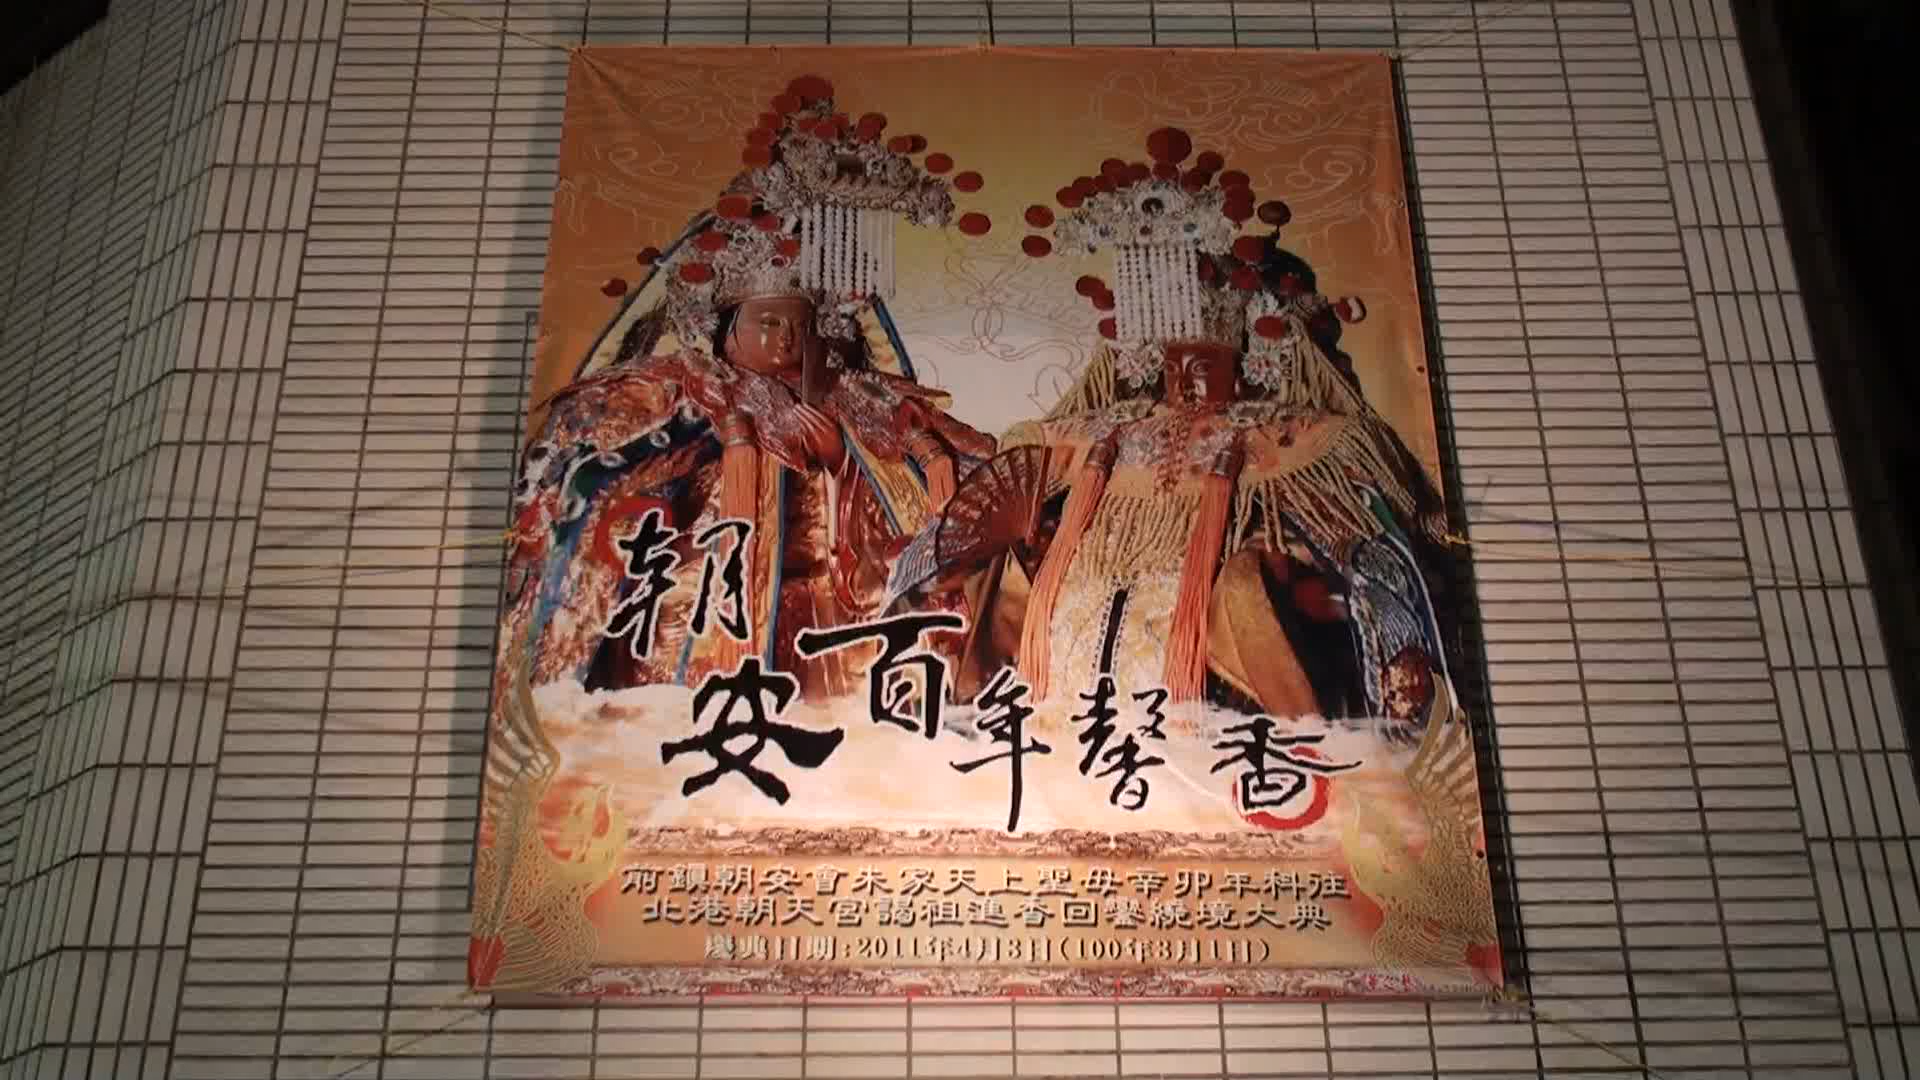 朝安百年馨香
前鎮朝安會朱家天上聖母辛卯年科往
北港朝天宮謁祖進香回鑾繞境大典
慶典日期:2011年4月3日(100年3月1日)